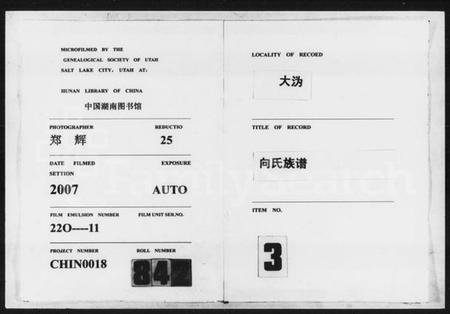 MICROFILMED BY THE
GENEALOGICAL SOCIETY OF UTAH
SALT LAKE CITY, UTAH AT:
HUNAN LIBRARY OF CHINA
中国湖南图书馆
PHOTOGRAPHER REDUCTIO
郑 辉 25
DATE FILMED EXPOSURE
SETTION
2007 AUTO
FILM EMULSION NUMBER FILM UNIT SER.NO.
22O----11
PROJECT NUMBER ROLL NUMBER
CHIN0018 84
LOCALITY OF RECOED
大沩
TITLE OF RECORD
向氏族谱
ITEM NO.
3
FamilySearch